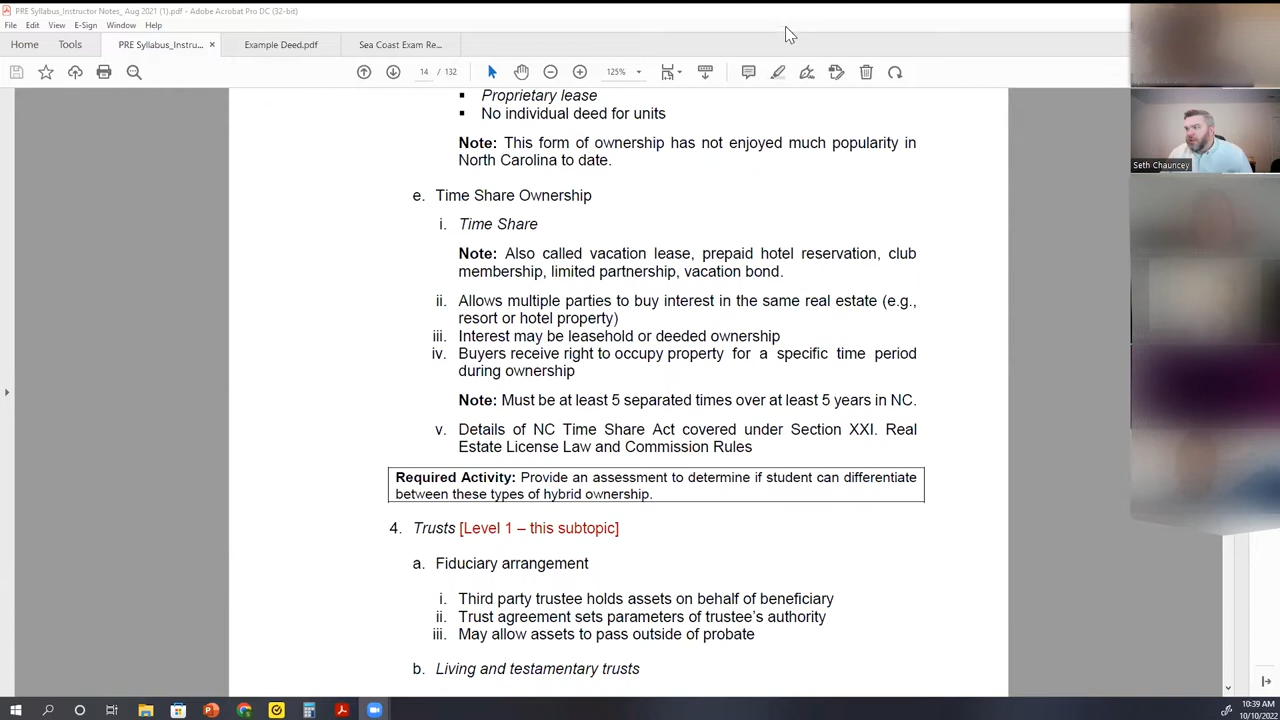 PRE Syllabus_Instructor Notes_ Aug 2021 (1).pdf - Adobe Acrobat Pro DC (32-bit)
File Edit View E-Sign Window Help
Home Tools PRE Syllabus_Instru... × Example Deed.pdf Sea Coast Exam Re...
14 / 132 125%
▪ Proprietary lease
▪ No individual deed for units
Note: This form of ownership has not enjoyed much popularity in
North Carolina to date.
e. Time Share Ownership
i. Time Share
Note: Also called vacation lease, prepaid hotel reservation, club
membership, limited partnership, vacation bond.
ii. Allows multiple parties to buy interest in the same real estate (e.g.,
resort or hotel property)
iii. Interest may be leasehold or deeded ownership
iv. Buyers receive right to occupy property for a specific time period
during ownership
Note: Must be at least 5 separated times over at least 5 years in NC.
v. Details of NC Time Share Act covered under Section XXI. Real
Estate License Law and Commission Rules
Required Activity: Provide an assessment to determine if student can differentiate
between these types of hybrid ownership.
4. Trusts [Level 1 – this subtopic]
a. Fiduciary arrangement
i. Third party trustee holds assets on behalf of beneficiary
ii. Trust agreement sets parameters of trustee's authority
iii. May allow assets to pass outside of probate
b. Living and testamentary trusts
Seth Chauncey
10:39 AM
10/10/2022